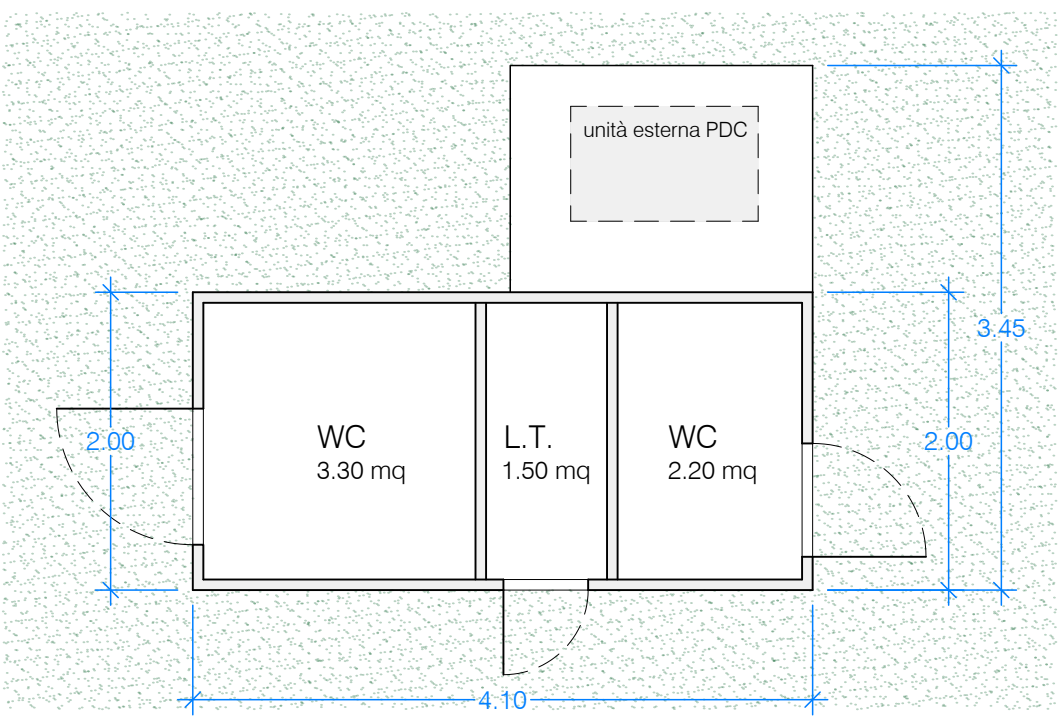 unità esterna PDC
3.45
2.00
WC
3.30 mq
L.T.
1.50 mq
WC
2.20 mq
2.00
4.10